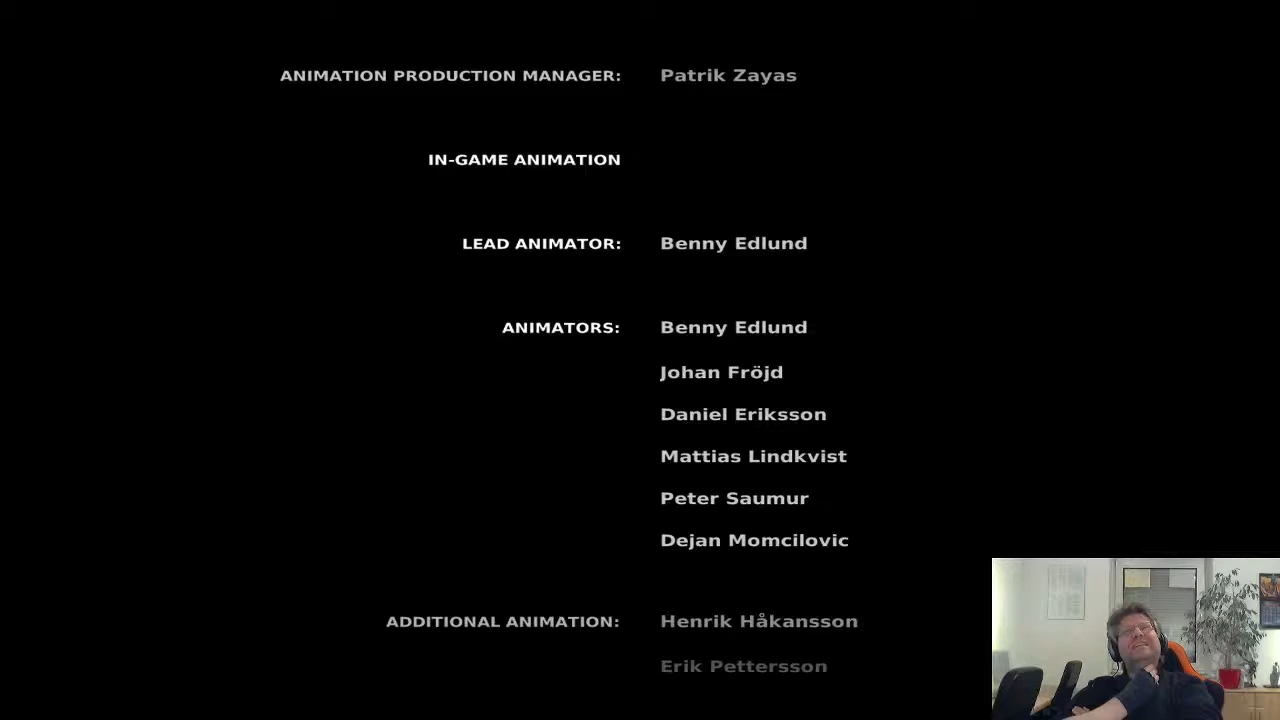 ANIMATION PRODUCTION MANAGER: Patrik Zayas
IN-GAME ANIMATION
LEAD ANIMATOR: Benny Edlund
ANIMATORS: Benny Edlund
Johan Fröjd
Daniel Eriksson
Mattias Lindkvist
Peter Saumur
Dejan Momcilovic
ADDITIONAL ANIMATION: Henrik Håkansson
Erik Pettersson